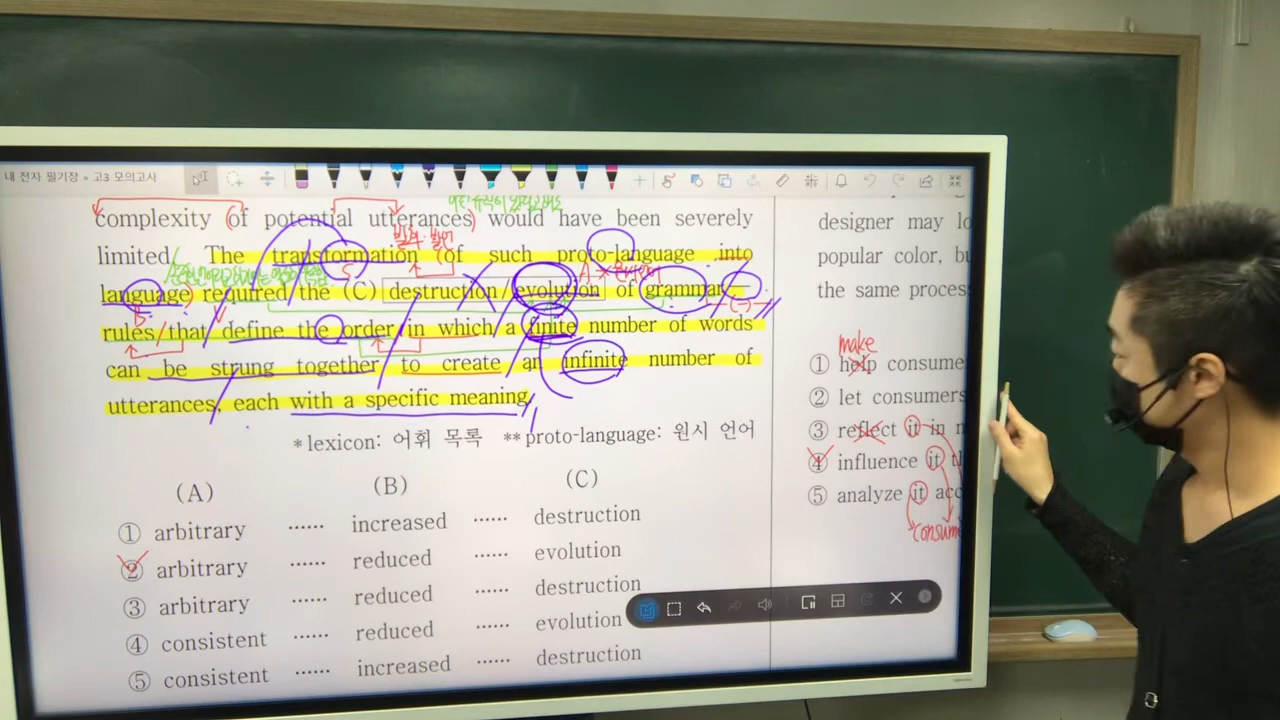 내 전자 필기장 » 고3 모의고사
complexity (of potential utterances) would have been severely
limited. The transformation (of such proto-language into
발화, 발언
language) required the (C) destruction / evolution of grammar
S
A
B
(-)
rules that define the order in which a finite number of words
can be strung together to create an infinite number of
utterances, each with a specific meaning.
* lexicon: 어휘 목록 ** proto-language: 원시 언어
(A) (B) (C)
① arbitrary ······ increased ······ destruction
② arbitrary ······ reduced ······ evolution
③ arbitrary ······ reduced ······ destruction
④ consistent ······ reduced ······ evolution
⑤ consistent ······ increased ······ destruction
designer may lo
popular color, bu
the same process
make
① help consume
② let consumers
③ reflect it in n
④ influence it t
⑤ analyze it acc
consum